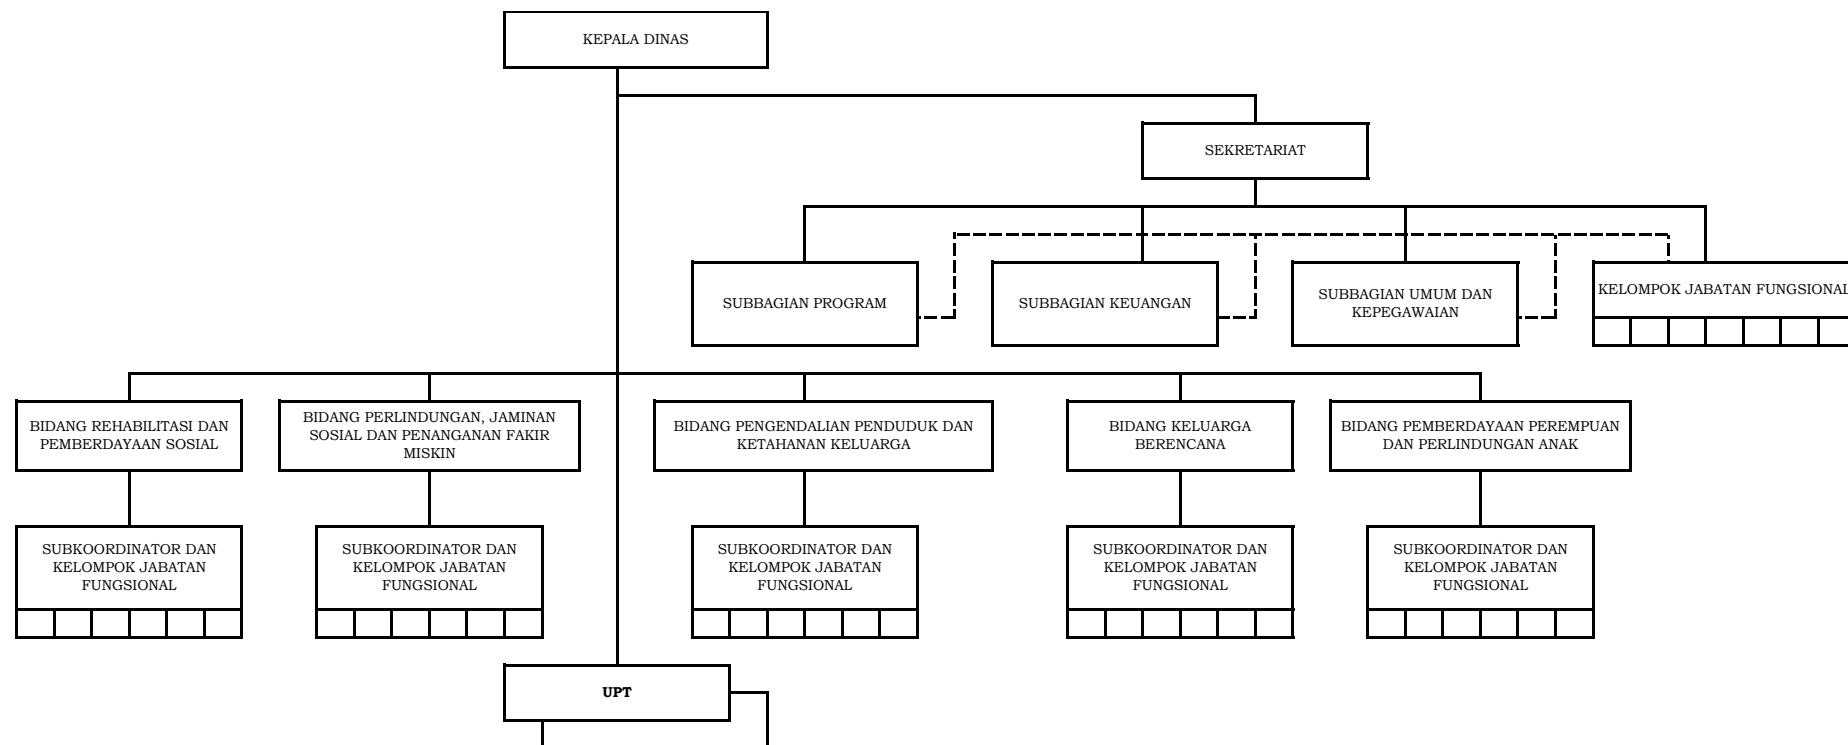 KEPALA DINAS
SEKRETARIAT
SUBBAGIAN PROGRAM
SUBBAGIAN KEUANGAN
SUBBAGIAN UMUM DAN
KEPEGAWAIAN
KELOMPOK JABATAN FUNGSIONAL
BIDANG REHABILITASI DAN
PEMBERDAYAAN SOSIAL
BIDANG PERLINDUNGAN, JAMINAN
SOSIAL DAN PENANGANAN FAKIR
MISKIN
BIDANG PENGENDALIAN PENDUDUK DAN
KETAHANAN KELUARGA
BIDANG KELUARGA
BERENCANA
BIDANG PEMBERDAYAAN PEREMPUAN
DAN PERLINDUNGAN ANAK
SUBKOORDINATOR DAN
KELOMPOK JABATAN
FUNGSIONAL
SUBKOORDINATOR DAN
KELOMPOK JABATAN
FUNGSIONAL
SUBKOORDINATOR DAN
KELOMPOK JABATAN
FUNGSIONAL
SUBKOORDINATOR DAN
KELOMPOK JABATAN
FUNGSIONAL
SUBKOORDINATOR DAN
KELOMPOK JABATAN
FUNGSIONAL
UPT